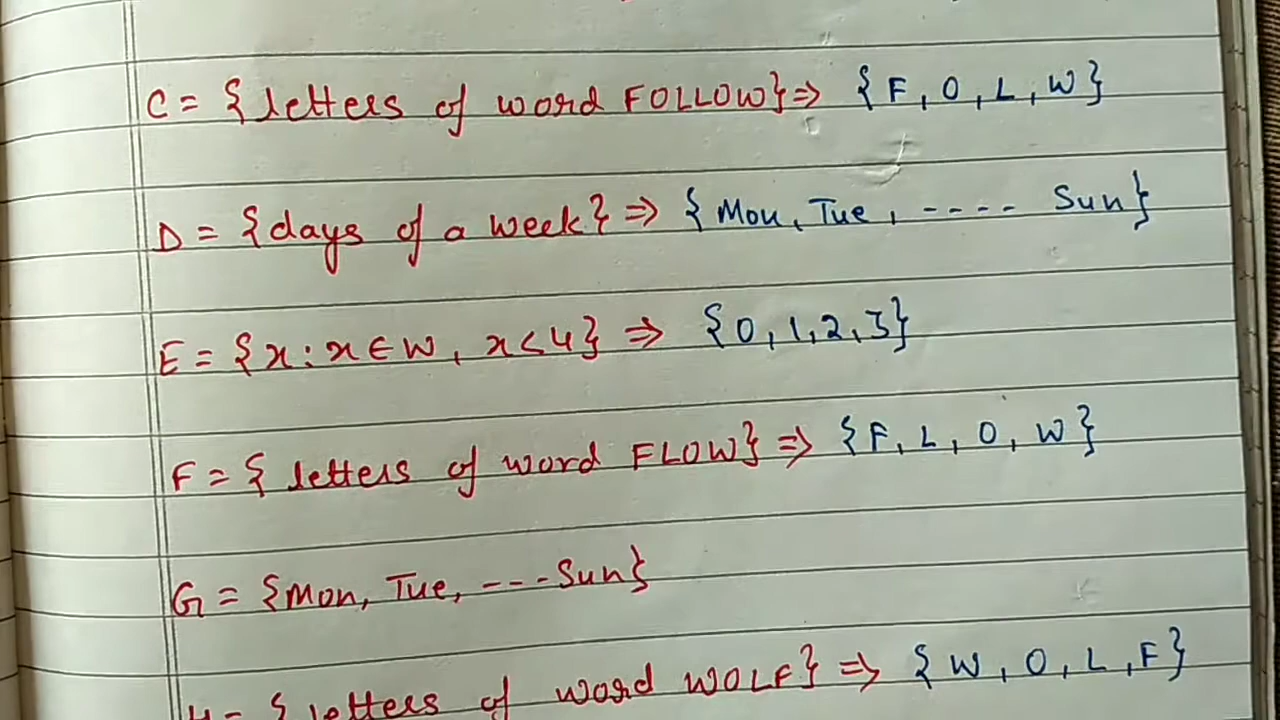 C = {letters of word FOLLOW} => {F, O, L, W}
D = {days of a week} => {Mon, Tue, ---- Sun}
E = {x : x ∈ W, x < 4} => {0, 1, 2, 3}
F = { letters of word FLOW} => {F, L, O, W}
G = {Mon, Tue, --- Sun}
H = { letters of word WOLF} => {W, O, L, F}